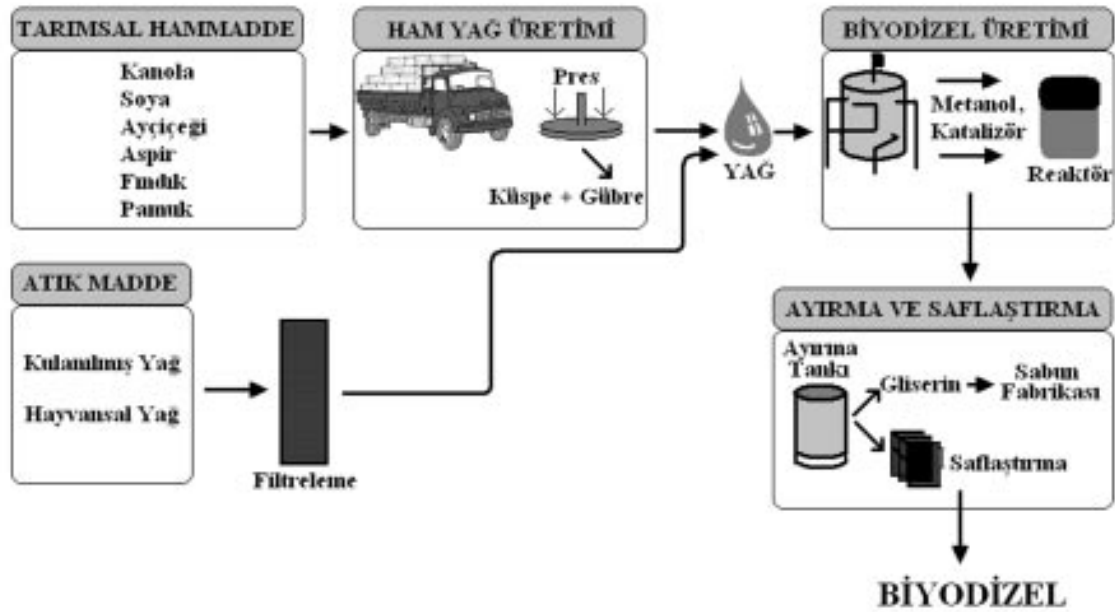 TARIMSAL HAMMADDE
Kanola
Soya
Ayçiçeği
Aspir
Fındık
Pamuk
HAM YAĞ ÜRETİMİ
Pres
Küspe + Gübre
YAĞ
BİYODİZEL ÜRETİMİ
Metanol,
Katalizör
Reaktör
ATIK MADDE
Kulanılmış Yağ
Hayvansal Yağ
Filtreleme
AYIRMA VE SAFLAŞTIRMA
Ayırma
Tankı
Gliserin
Sabun
Fabrikası
Saflaştırma
BİYODİZEL